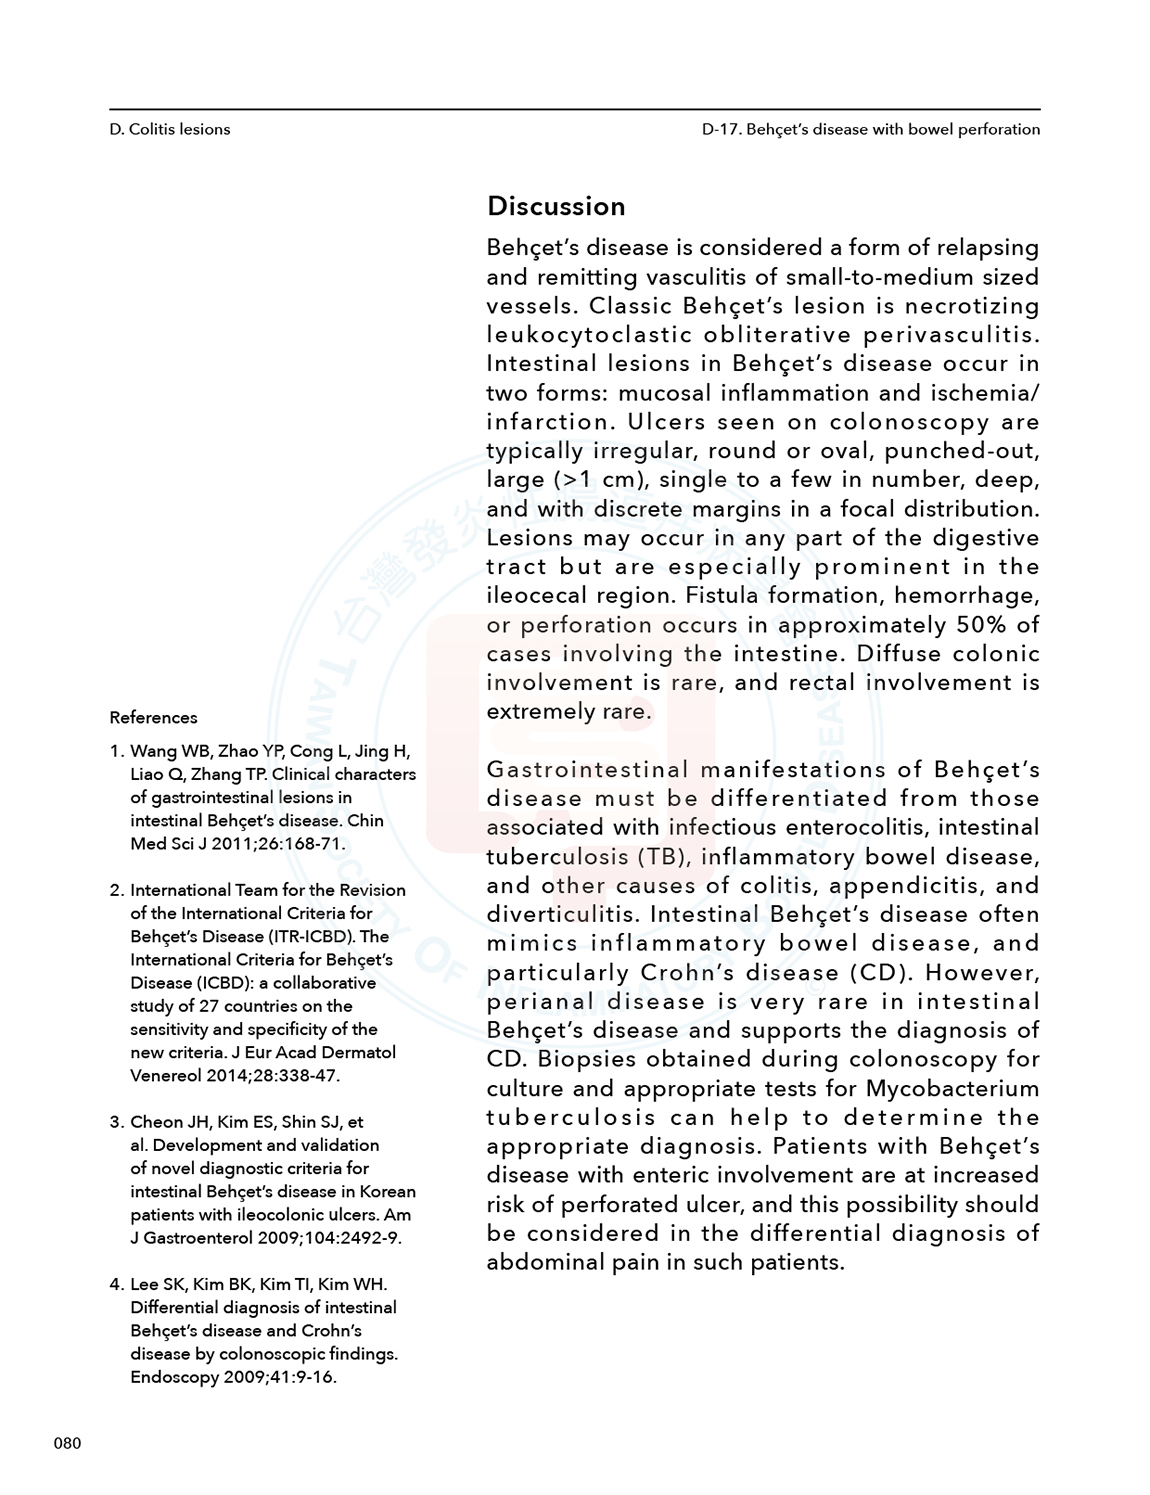 D. Colitis lesions
D-17. Behçet’s disease with bowel perforation
Discussion
Behçet’s disease is considered a form of relapsing
and remitting vasculitis of small-to-medium sized
vessels. Classic Behçet’s lesion is necrotizing
leukocytoclastic obliterative perivasculitis.
Intestinal lesions in Behçet’s disease occur in
two forms: mucosal inflammation and ischemia/
infarction. Ulcers seen on colonoscopy are
typically irregular, round or oval, punched-out,
large (>1 cm), single to a few in number, deep,
and with discrete margins in a focal distribution.
Lesions may occur in any part of the digestive
tract but are especially prominent in the
ileocecal region. Fistula formation, hemorrhage,
or perforation occurs in approximately 50% of
cases involving the intestine. Diffuse colonic
involvement is rare, and rectal involvement is
extremely rare.
Gastrointestinal manifestations of Behçet’s
disease must be differentiated from those
associated with infectious enterocolitis, intestinal
tuberculosis (TB), inflammatory bowel disease,
and other causes of colitis, appendicitis, and
diverticulitis. Intestinal Behçet’s disease often
mimics inflammatory bowel disease, and
particularly Crohn’s disease (CD). However,
perianal disease is very rare in intestinal
Behçet’s disease and supports the diagnosis of
CD. Biopsies obtained during colonoscopy for
culture and appropriate tests for Mycobacterium
tuberculosis can help to determine the
appropriate diagnosis. Patients with Behçet’s
disease with enteric involvement are at increased
risk of perforated ulcer, and this possibility should
be considered in the differential diagnosis of
abdominal pain in such patients.
References
1. Wang WB, Zhao YP, Cong L, Jing H,
Liao Q, Zhang TP. Clinical characters
of gastrointestinal lesions in
intestinal Behçet’s disease. Chin
Med Sci J 2011;26:168-71.
2. International Team for the Revision
of the International Criteria for
Behçet’s Disease (ITR-ICBD). The
International Criteria for Behçet’s
Disease (ICBD): a collaborative
study of 27 countries on the
sensitivity and specificity of the
new criteria. J Eur Acad Dermatol
Venereol 2014;28:338-47.
3. Cheon JH, Kim ES, Shin SJ, et
al. Development and validation
of novel diagnostic criteria for
intestinal Behçet’s disease in Korean
patients with ileocolonic ulcers. Am
J Gastroenterol 2009;104:2492-9.
4. Lee SK, Kim BK, Kim TI, Kim WH.
Differential diagnosis of intestinal
Behçet’s disease and Crohn’s
disease by colonoscopic findings.
Endoscopy 2009;41:9-16.
080
台灣發炎性腸道疾病學會
TAIWAN SOCIETY OF INFLAMMATORY BOWEL DISEASE
©